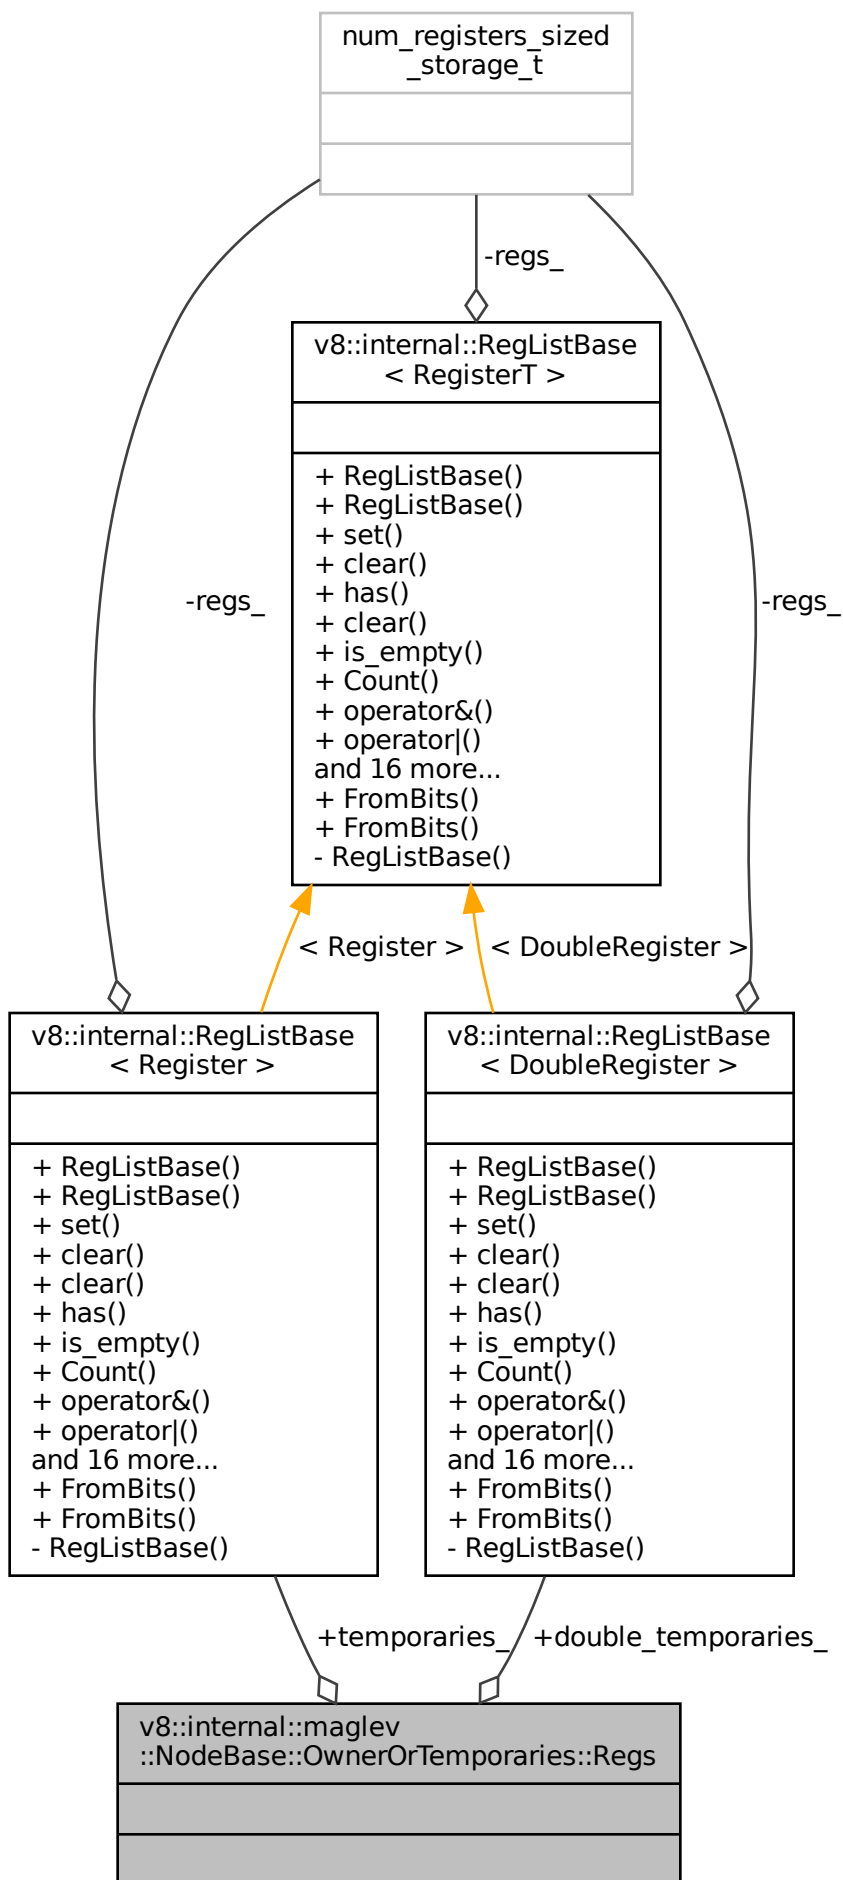 num_registers_sized
_storage_t
-regs_
v8::internal::RegListBase
< RegisterT >
+ RegListBase()
+ RegListBase()
+ set()
+ clear()
+ has()
+ clear()
+ is_empty()
+ Count()
+ operator&()
+ operator|()
and 16 more...
+ FromBits()
+ FromBits()
- RegListBase()
-regs_
-regs_
< Register >
< DoubleRegister >
v8::internal::RegListBase
< Register >
+ RegListBase()
+ RegListBase()
+ set()
+ clear()
+ clear()
+ has()
+ is_empty()
+ Count()
+ operator&()
+ operator|()
and 16 more...
+ FromBits()
+ FromBits()
- RegListBase()
v8::internal::RegListBase
< DoubleRegister >
+ RegListBase()
+ RegListBase()
+ set()
+ clear()
+ clear()
+ has()
+ is_empty()
+ Count()
+ operator&()
+ operator|()
and 16 more...
+ FromBits()
+ FromBits()
- RegListBase()
+temporaries_
+double_temporaries_
v8::internal::maglev
::NodeBase::OwnerOrTemporaries::Regs